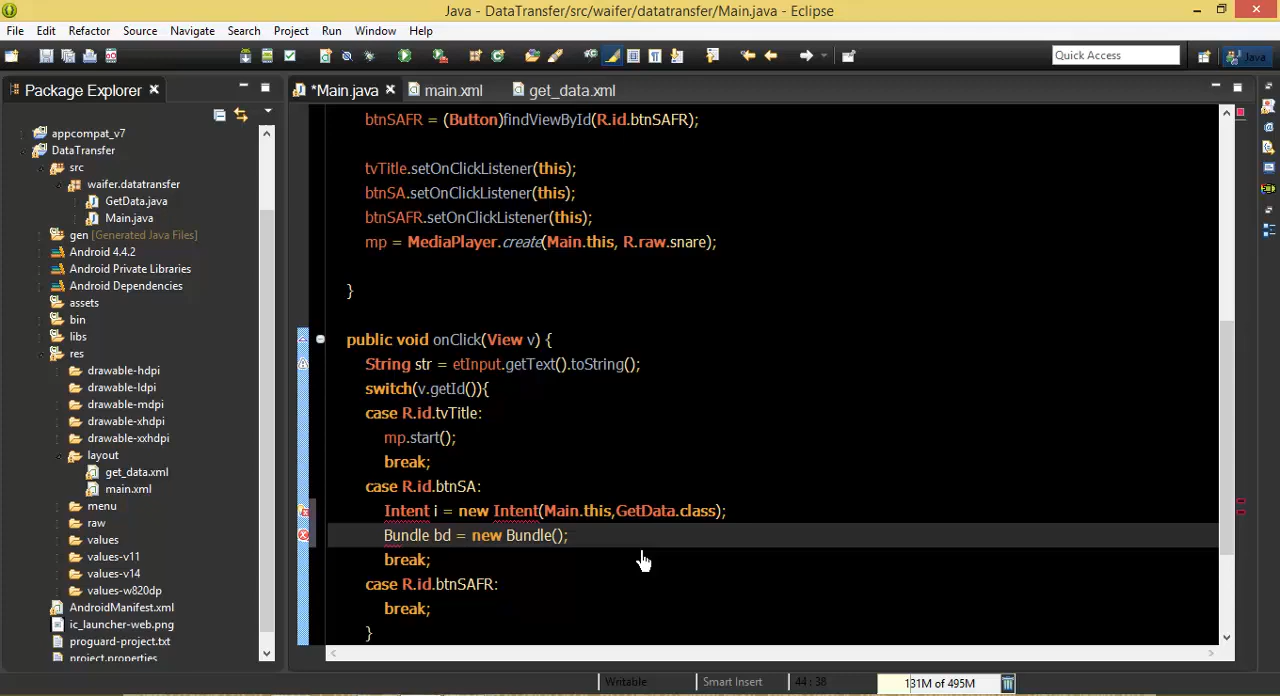 Java - DataTransfer/src/waifer/datatransfer/Main.java - Eclipse
File Edit Refactor Source Navigate Search Project Run Window Help
Quick Access
Java
Package Explorer
*Main.java
main.xml
get_data.xml
appcompat_v7
DataTransfer
src
waifer.datatransfer
GetData.java
Main.java
gen [Generated Java Files]
Android 4.4.2
Android Private Libraries
Android Dependencies
assets
bin
libs
res
drawable-hdpi
drawable-ldpi
drawable-mdpi
drawable-xhdpi
drawable-xxhdpi
layout
get_data.xml
main.xml
menu
raw
values
values-v11
values-v14
values-w820dp
AndroidManifest.xml
ic_launcher-web.png
proguard-project.txt
project.properties
btnSAFR = (Button)findViewById(R.id.btnSAFR);
tvTitle.setOnClickListener(this);
btnSA.setOnClickListener(this);
btnSAFR.setOnClickListener(this);
mp = MediaPlayer.create(Main.this, R.raw.snare);
}
public void onClick(View v) {
String str = etInput.getText().toString();
switch(v.getId()){
case R.id.tvTitle:
mp.start();
break;
case R.id.btnSA:
Intent i = new Intent(Main.this,GetData.class);
Bundle bd = new Bundle();
break;
case R.id.btnSAFR:
break;
}
Writable
Smart Insert
44 : 38
131M of 495M